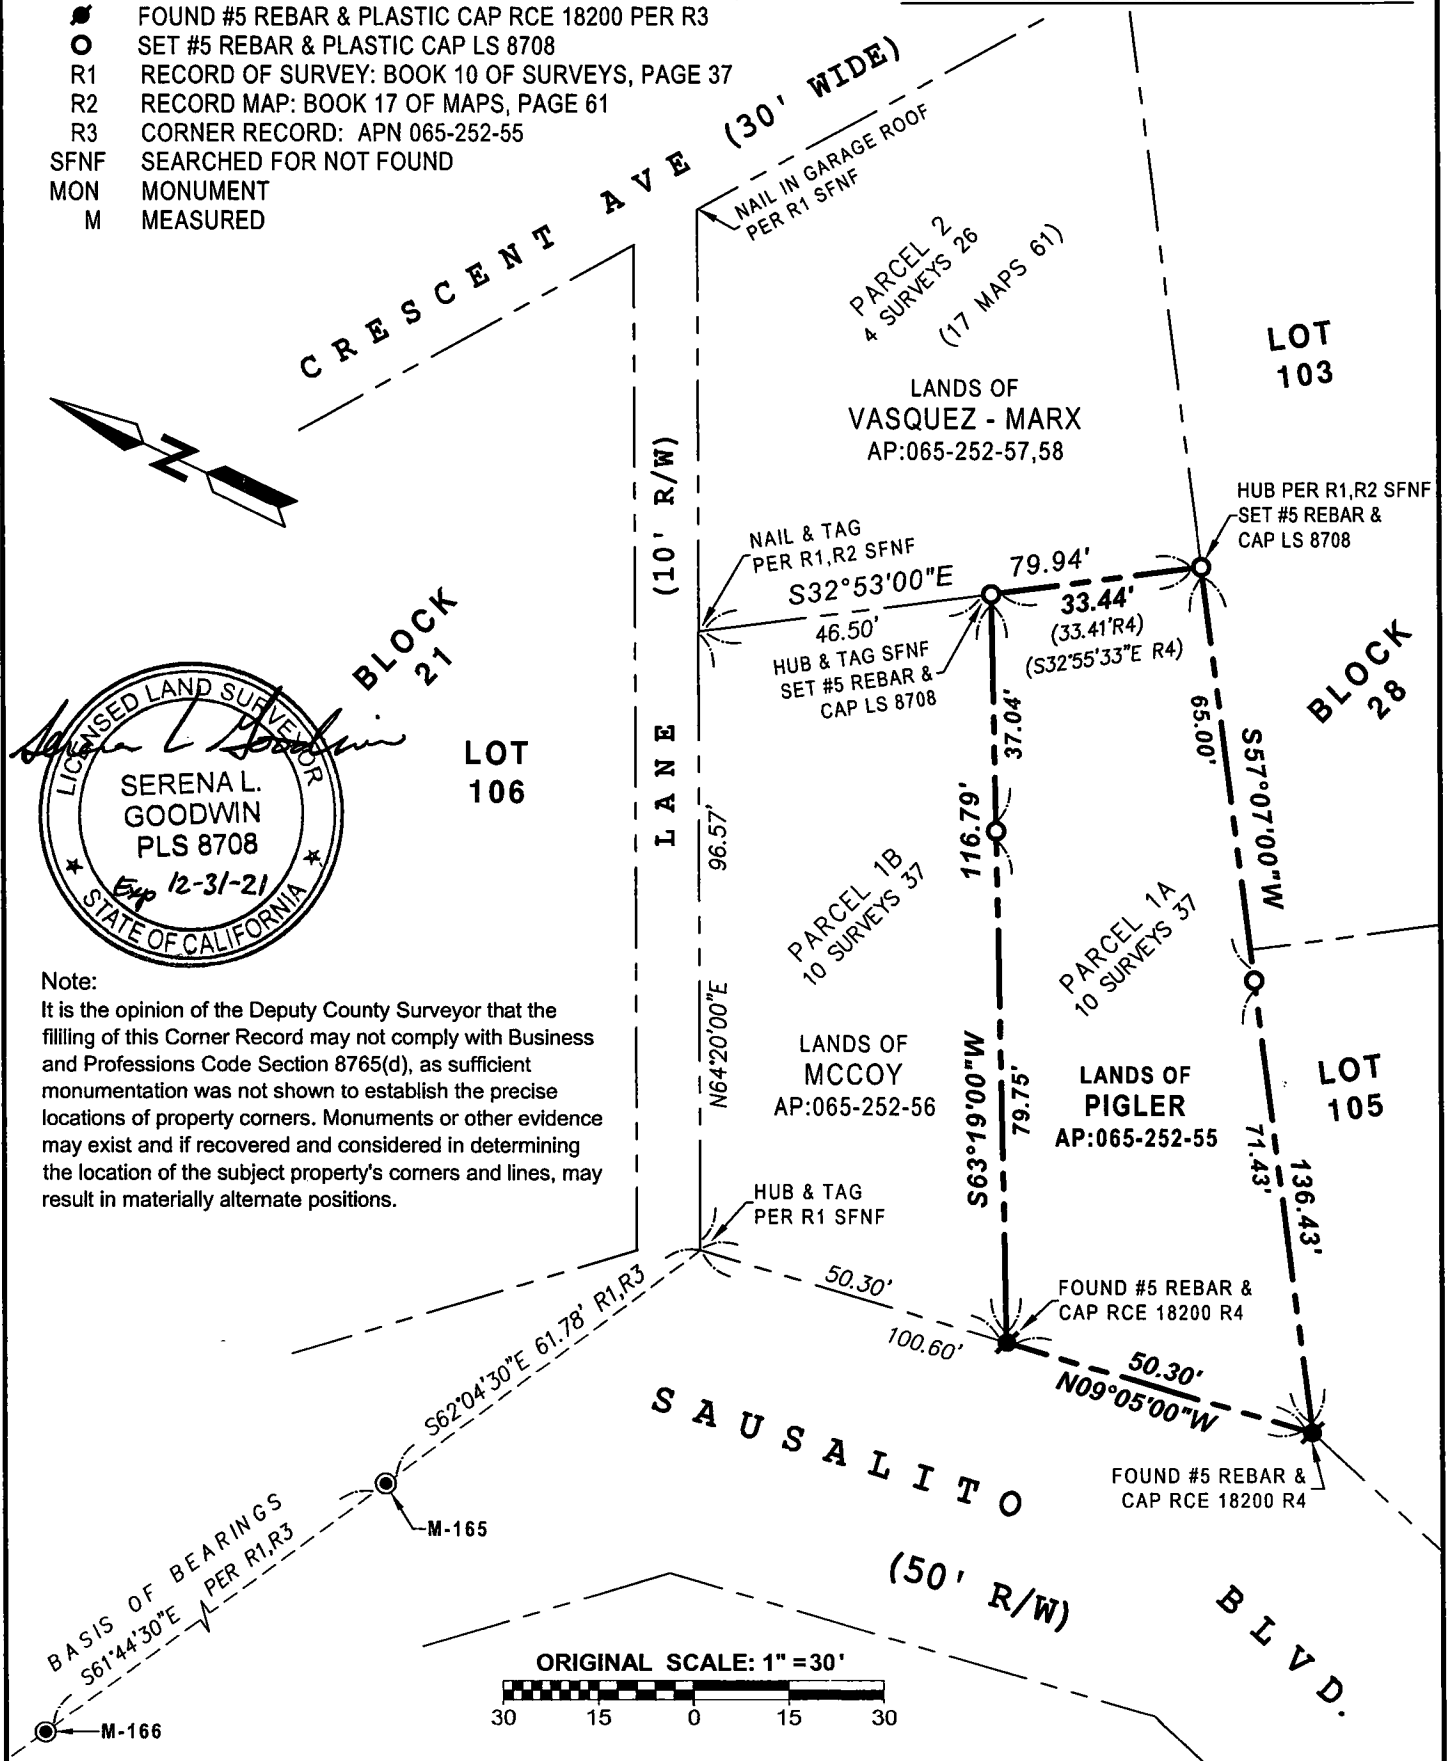 FOUND #5 REBAR & PLASTIC CAP RCE 18200 PER R3
SET #5 REBAR & PLASTIC CAP LS 8708
R1 RECORD OF SURVEY: BOOK 10 OF SURVEYS, PAGE 37
R2 RECORD MAP: BOOK 17 OF MAPS, PAGE 61
R3 CORNER RECORD: APN 065-252-55
SFNF SEARCHED FOR NOT FOUND
MON MONUMENT
M MEASURED
CRESCENT AVE (30' WIDE)
NAIL IN GARAGE ROOF
PER R1 SFNF
PARCEL 2
4 SURVEYS 26
(17 MAPS 61)
LOT
103
LANDS OF
VASQUEZ - MARX
AP:065-252-57,58
N
LANE (10' R/W)
HUB PER R1,R2 SFNF
SET #5 REBAR &
CAP LS 8708
NAIL & TAG
PER R1,R2 SFNF
S32°53'00"E
79.94'
46.50'
33.44'
(33.41'R4)
(S32°55'33"E R4)
HUB & TAG SFNF
SET #5 REBAR &
CAP LS 8708
BLOCK
21
BLOCK
28
LICENSED LAND SURVEYOR
Serena L Goodwin
SERENA L.
GOODWIN
PLS 8708
Exp 12-31-21
STATE OF CALIFORNIA
LOT
106
37.04'
65.00'
S57°07'00"W
96.57'
116.79'
PARCEL 1B
10 SURVEYS 37
PARCEL 1A
10 SURVEYS 37
Note:
It is the opinion of the Deputy County Surveyor that the
fililing of this Corner Record may not comply with Business
and Professions Code Section 8765(d), as sufficient
monumentation was not shown to establish the precise
locations of property corners. Monuments or other evidence
may exist and if recovered and considered in determining
the location of the subject property's corners and lines, may
result in materially alternate positions.
N64°20'00"E
LANDS OF
MCCOY
AP:065-252-56
S63°19'00"W
79.75'
LANDS OF
PIGLER
AP:065-252-55
LOT
105
71.43'
136.43'
HUB & TAG
PER R1 SFNF
50.30'
100.60'
FOUND #5 REBAR &
CAP RCE 18200 R4
50.30'
N09°05'00"W
S62°04'30"E 61.78' R1,R3
SAUSALITO
BLVD.
(50' R/W)
FOUND #5 REBAR &
CAP RCE 18200 R4
M-165
BASIS OF BEARINGS
S61°44'30"E PER R1,R3
M-166
ORIGINAL SCALE: 1" =30'
30 15 0 15 30